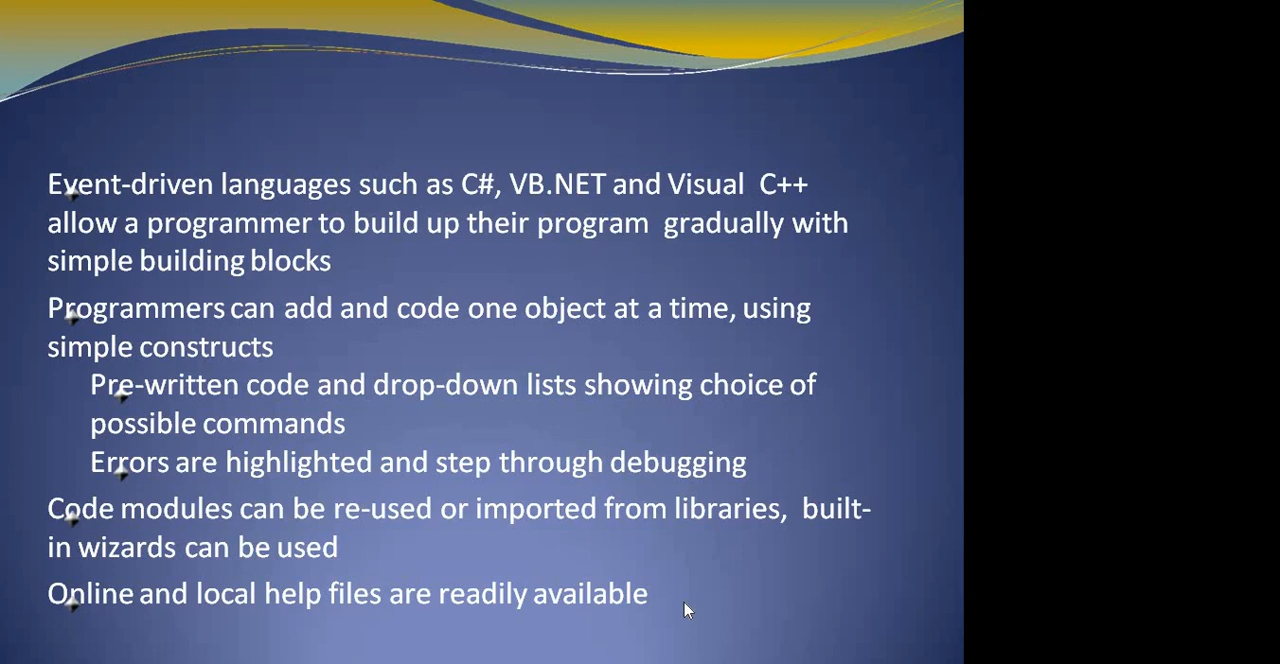 Event-driven languages such as C#, VB.NET and Visual C++
allow a programmer to build up their program gradually with
simple building blocks
Programmers can add and code one object at a time, using
simple constructs
Pre-written code and drop-down lists showing choice of
possible commands
Errors are highlighted and step through debugging
Code modules can be re-used or imported from libraries, built-
in wizards can be used
Online and local help files are readily available